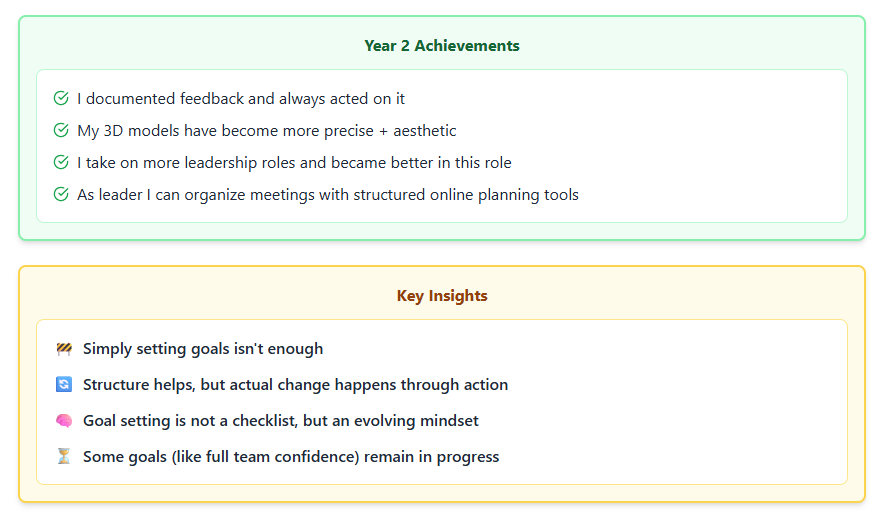 Year 2 Achievements
I documented feedback and always acted on it
My 3D models have become more precise + aesthetic
I take on more leadership roles and became better in this role
As leader I can organize meetings with structured online planning tools
Key Insights
Simply setting goals isn't enough
Structure helps, but actual change happens through action
Goal setting is not a checklist, but an evolving mindset
Some goals (like full team confidence) remain in progress